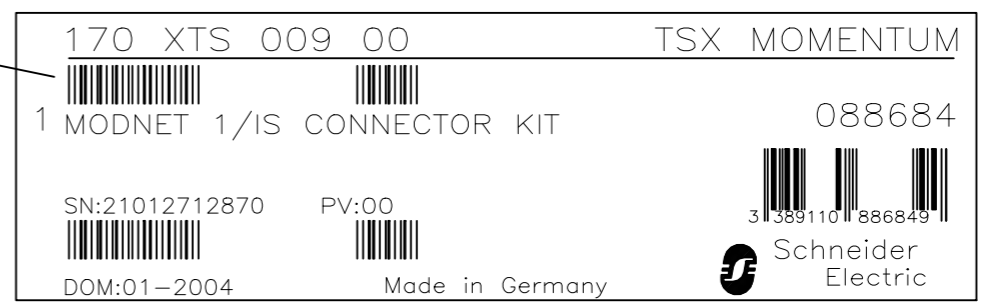 170 XTS 009 00 TSX MOMENTUM
1 MODNET 1/IS CONNECTOR KIT
088684
SN:21012712870 PV:00
3 389110 886849
Schneider
Electric
DOM:01-2004 Made in Germany